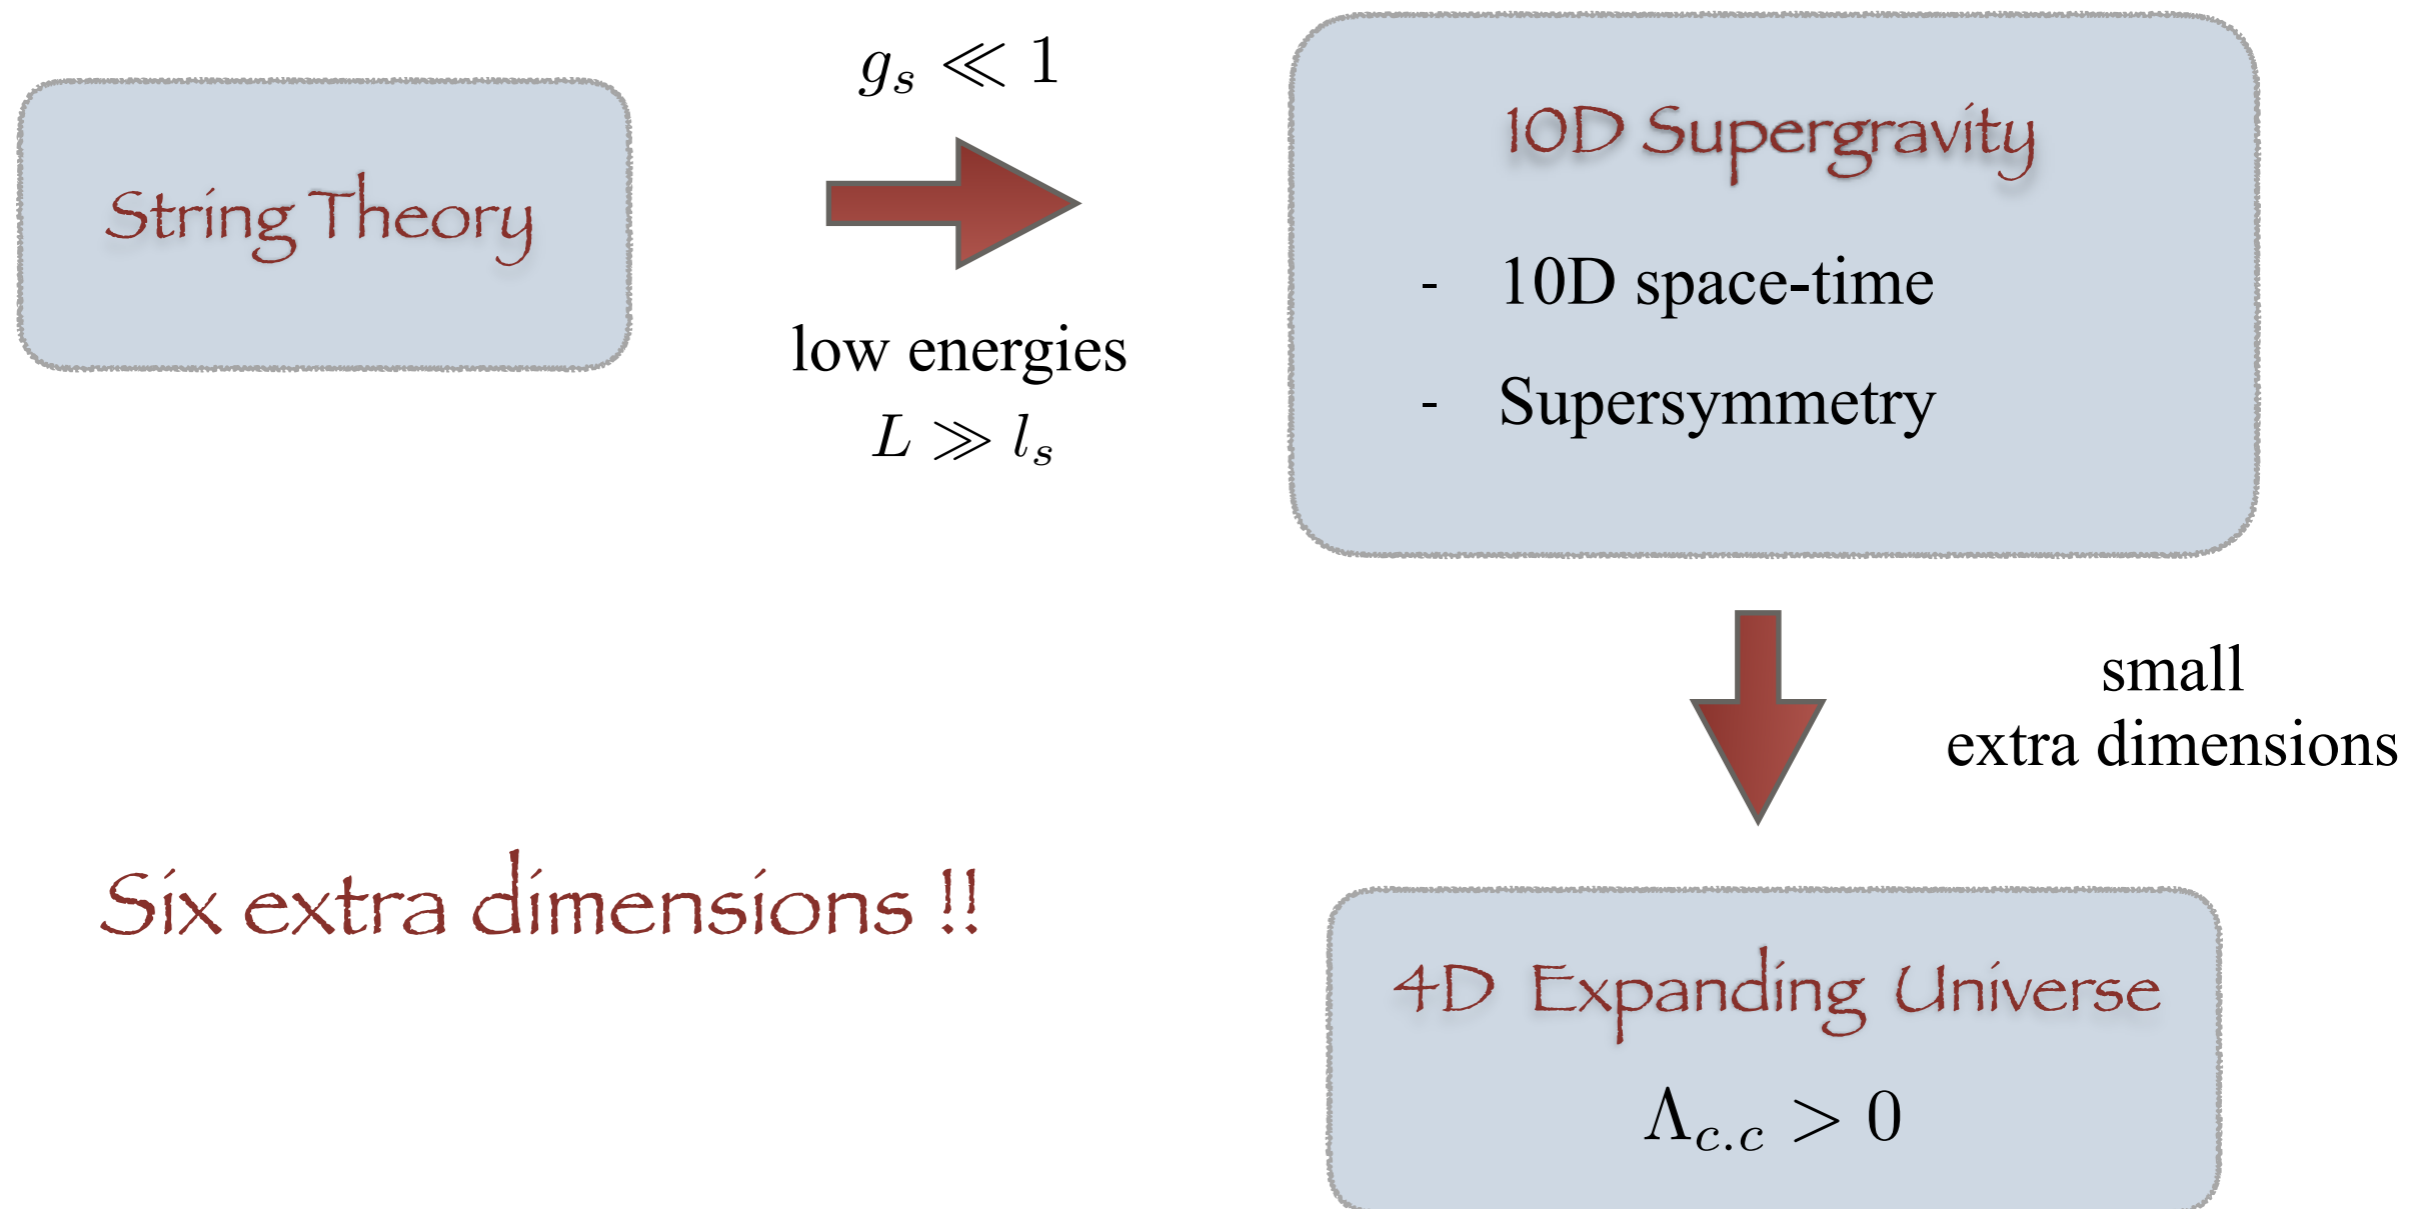 String Theory
g_s ≪ 1
low energies
L ≫ l_s
10D Supergravity
- 10D space-time
- Supersymmetry
small
extra dimensions
Six extra dimensions !!
4D Expanding Universe
Λ_{c.c} > 0